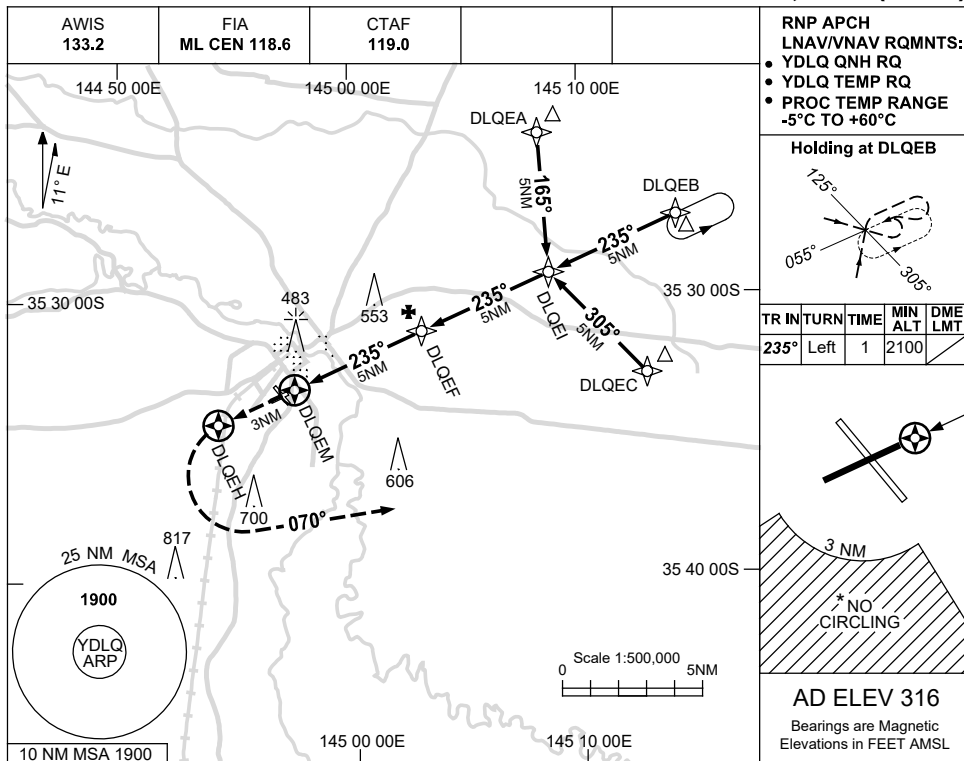 AWIS
133.2
FIA
ML CEN 118.6
CTAF
119.0
RNP APCH
LNAV/VNAV RQMNTS:
• YDLQ QNH RQ
• YDLQ TEMP RQ
• PROC TEMP RANGE
-5°C TO +60°C
144 50 00E
145 00 00E
145 10 00E
11° E
DLQEA
165°
5NM
DLQEB
235°
5NM
DLQEI
235°
5NM
305°
5NM
DLQEC
DLQEF
235°
5NM
DLQEM
3NM
DLQEH
070°
35 30 00S
35 30 00S
483
553
606
700
817
35 40 00S
25 NM MSA
1900
YDLQ
ARP
10 NM MSA 1900
Scale 1:500,000
0
5NM
145 00 00E
145 10 00E
Holding at DLQEB
125°
055°
305°
TR IN TURN TIME MIN ALT DME LMT
235° Left 1 2100
3 NM
* NO
CIRCLING
AD ELEV 316
Bearings are Magnetic
Elevations in FEET AMSL